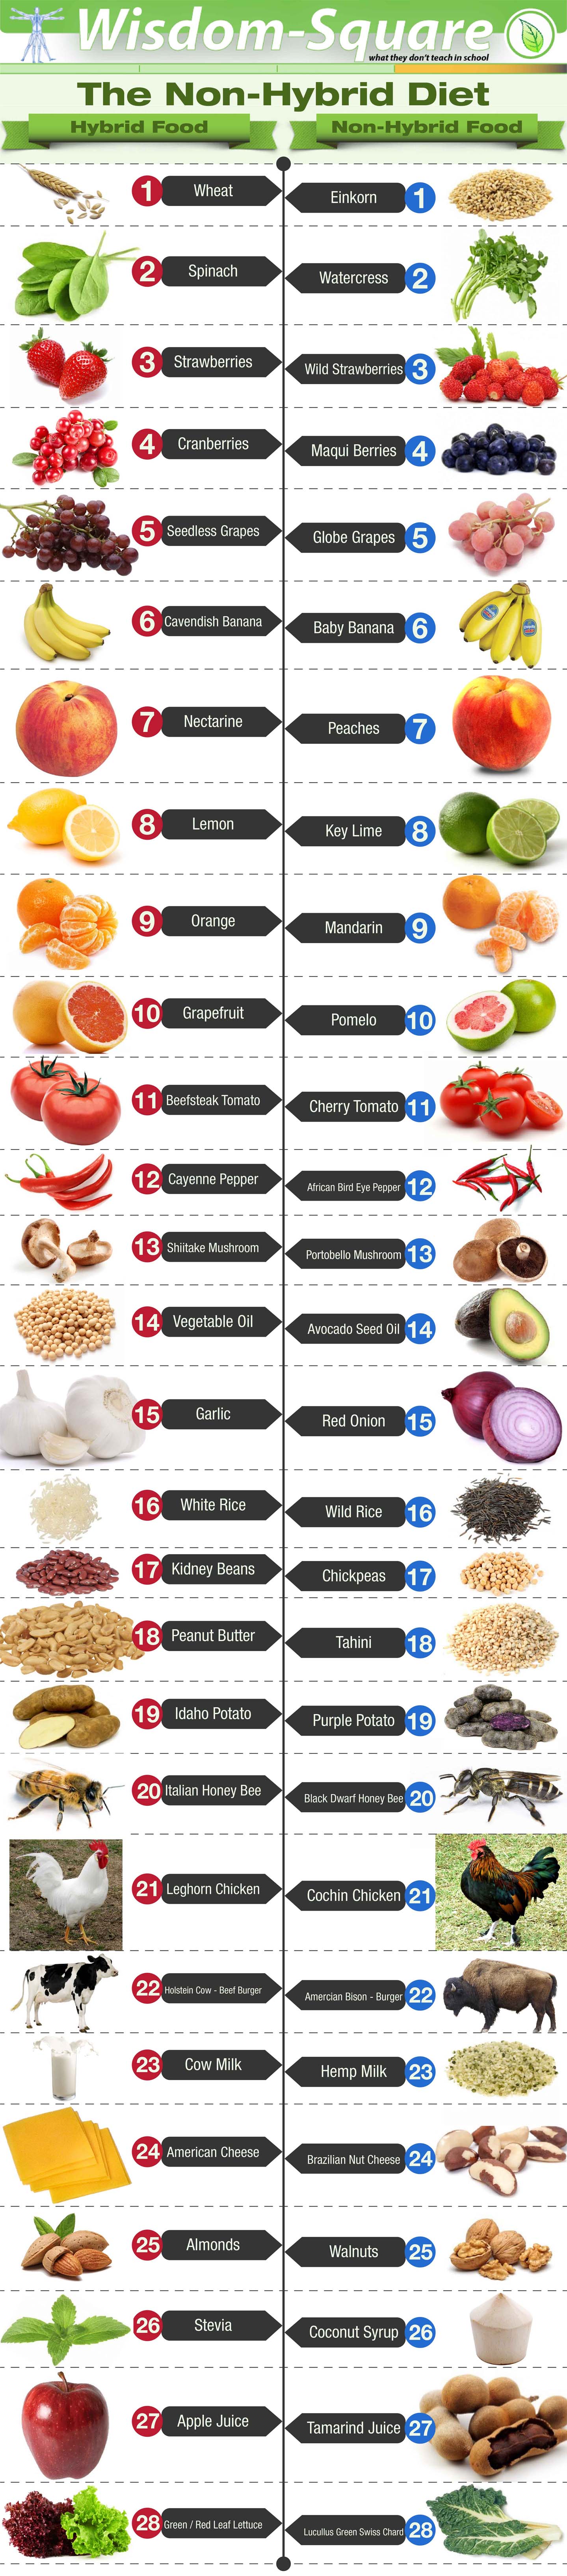 Wisdom-Square
what they don't teach in school
The Non-Hybrid Diet
Hybrid Food
Non-Hybrid Food
1 Wheat
Einkorn 1
2 Spinach
Watercress 2
3 Strawberries
Wild Strawberries 3
4 Cranberries
Maqui Berries 4
5 Seedless Grapes
Globe Grapes 5
6 Cavendish Banana
Baby Banana 6
7 Nectarine
Peaches 7
8 Lemon
Key Lime 8
9 Orange
Mandarin 9
10 Grapefruit
Pomelo 10
11 Beefsteak Tomato
Cherry Tomato 11
12 Cayenne Pepper
African Bird Eye Pepper 12
13 Shiitake Mushroom
Portobello Mushroom 13
14 Vegetable Oil
Avocado Seed Oil 14
15 Garlic
Red Onion 15
16 White Rice
Wild Rice 16
17 Kidney Beans
Chickpeas 17
18 Peanut Butter
Tahini 18
19 Idaho Potato
Purple Potato 19
20 Italian Honey Bee
Black Dwarf Honey Bee 20
21 Leghorn Chicken
Cochin Chicken 21
22 Holstein Cow - Beef Burger
Amercian Bison - Burger 22
23 Cow Milk
Hemp Milk 23
24 American Cheese
Brazilian Nut Cheese 24
25 Almonds
Walnuts 25
26 Stevia
Coconut Syrup 26
27 Apple Juice
Tamarind Juice 27
28 Green / Red Leaf Lettuce
Lucullus Green Swiss Chard 28